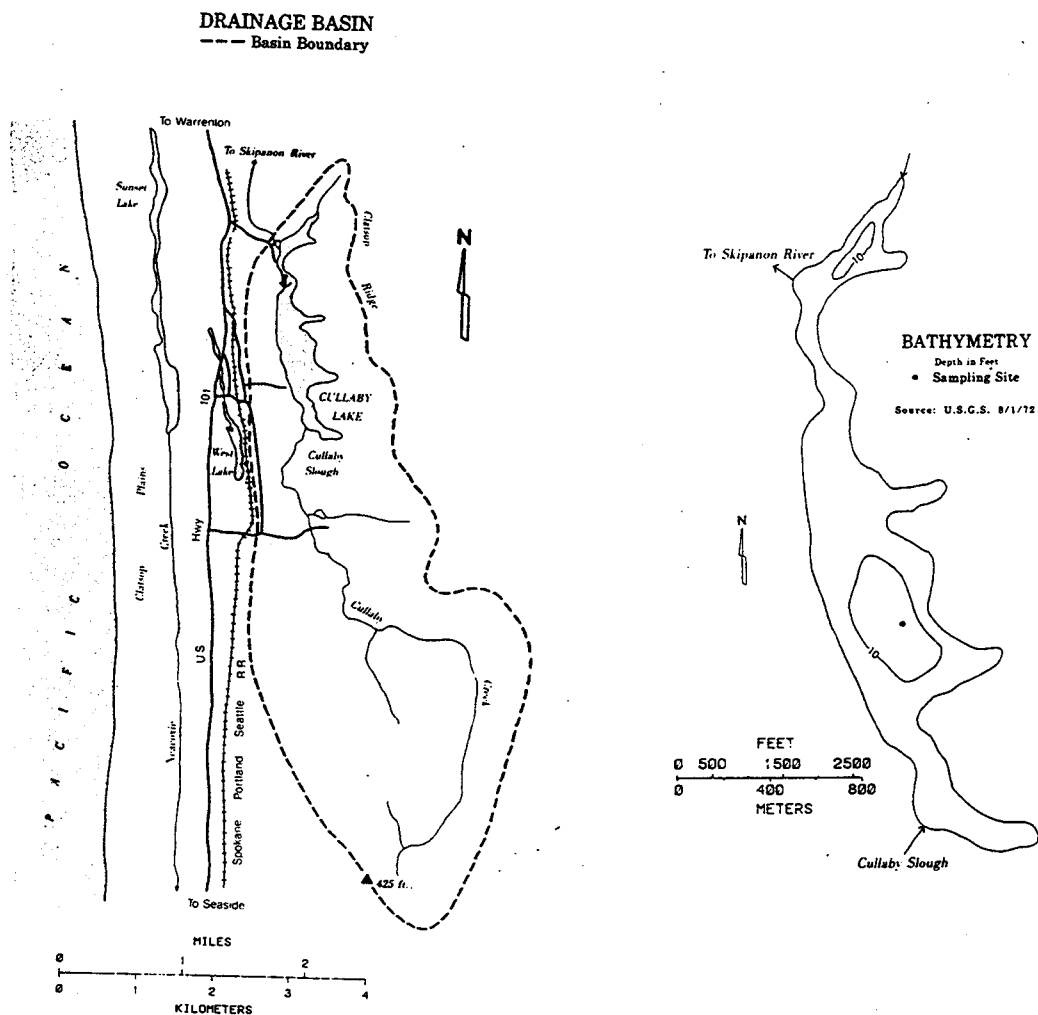 DRAINAGE BASIN
---- Basin Boundary
To Warrenton
To Skipanon River
Sunset
Lake
Clatsop
Ridge
N
PACIFIC OCEAN
101
CULLABY
LAKE
West
Lake
Cullaby
Slough
Plains
Clatsop
Creek
Hwy
US
Cullaby
Creek
Neacoxie
Spokane Portland Seattle RR
425 ft.
To Seaside
MILES
0 1 2
0 1 2 3 4
KILOMETERS
To Skipanon River
10
BATHYMETRY
Depth in Feet
• Sampling Site
Source: U.S.G.S. 8/1/72
N
10
FEET
0 500 1500 2500
0 400 800
METERS
Cullaby Slough